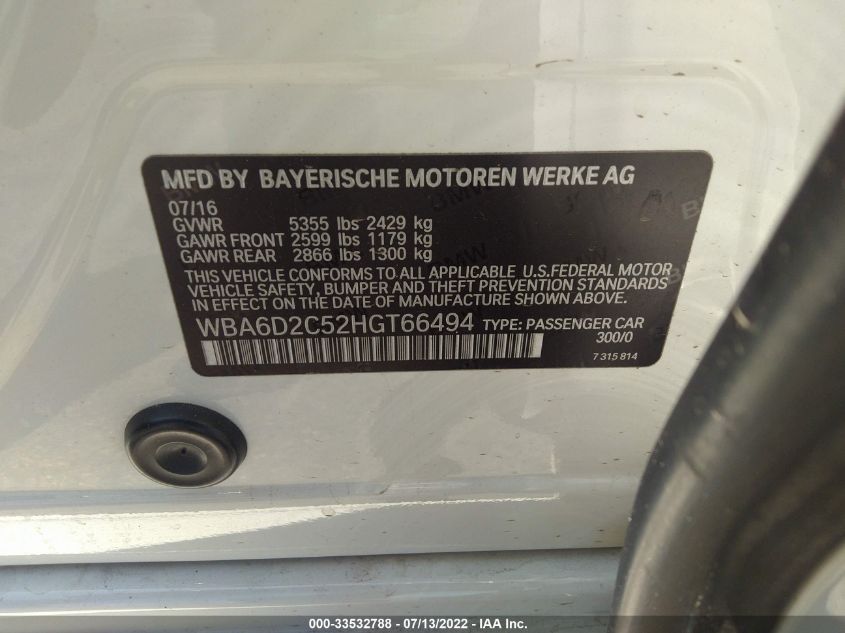 MFD BY BAYERISCHE MOTOREN WERKE AG
07/16
GVWR 5355 lbs 2429 kg
GAWR FRONT 2599 lbs 1179 kg
GAWR REAR 2866 lbs 1300 kg
THIS VEHICLE CONFORMS TO ALL APPLICABLE U.S.FEDERAL MOTOR
VEHICLE SAFETY, BUMPER AND THEFT PREVENTION STANDARDS
IN EFFECT ON THE DATE OF MANUFACTURE SHOWN ABOVE.
WBA6D2C52HGT66494 TYPE: PASSENGER CAR
300/0
7 315 814
000-33532788 - 07/13/2022 - IAA Inc.